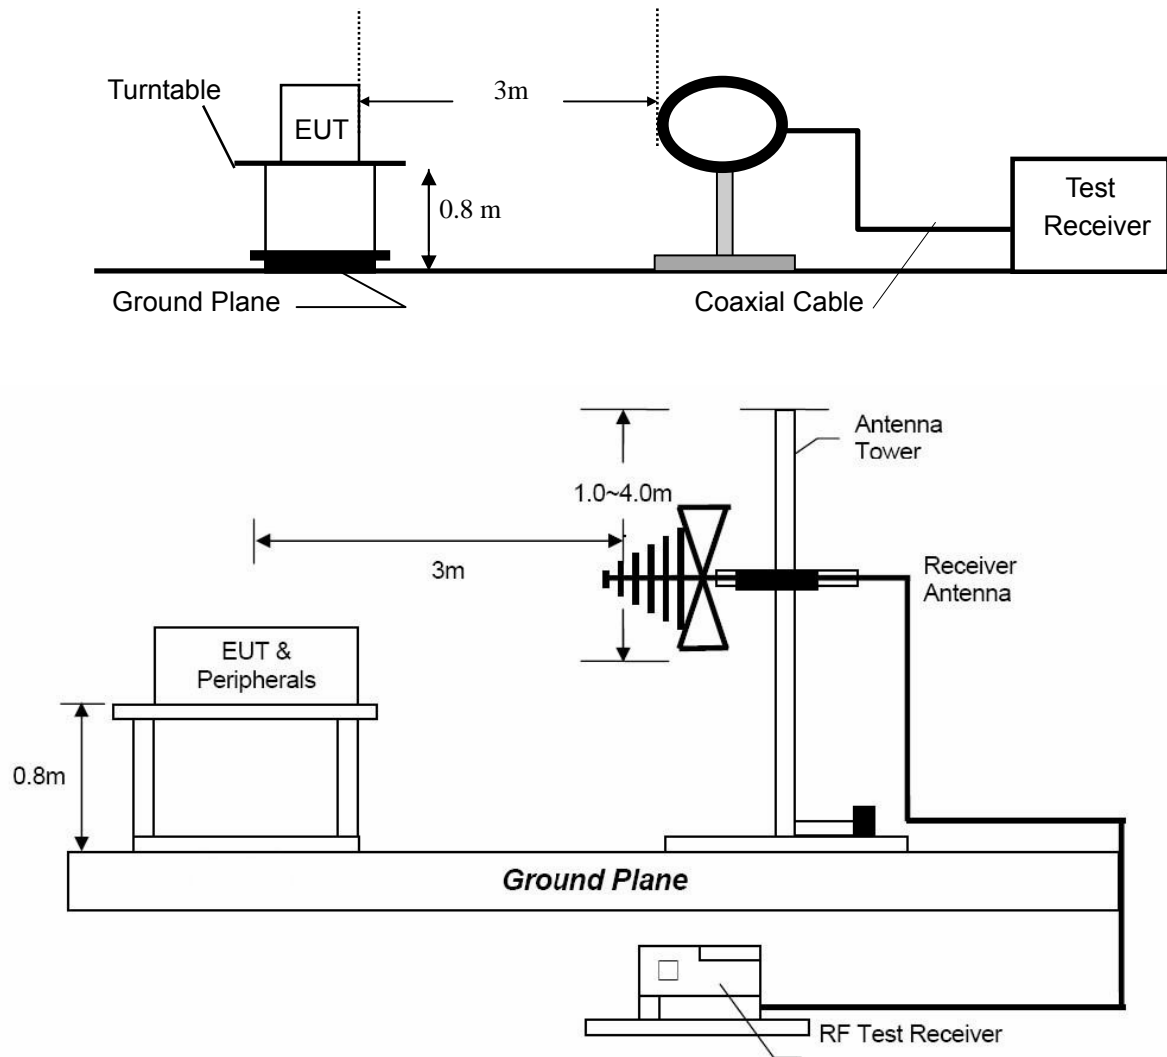 Turntable
3m
EUT
0.8 m
Test
Receiver
Ground Plane
Coaxial Cable
Antenna
Tower
1.0~4.0m
3m
Receiver
Antenna
EUT &
Peripherals
0.8m
Ground Plane
RF Test Receiver